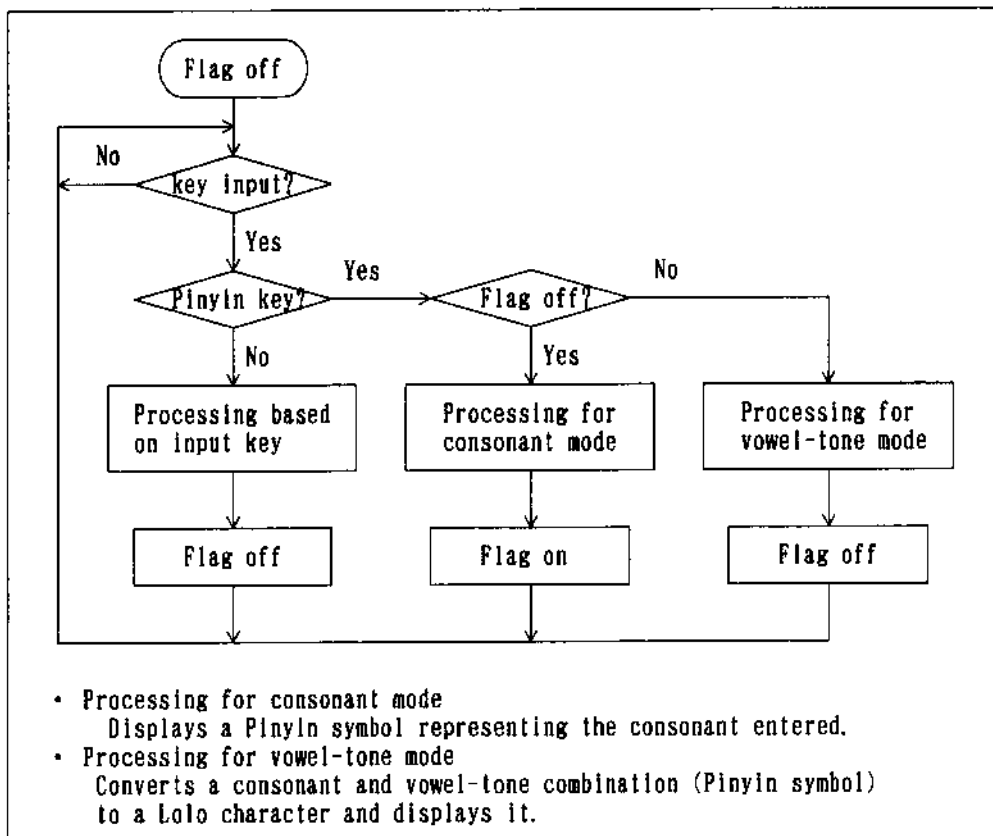 Flag off
No
key input?
Yes
Pinyin key?
Yes
Flag off?
No
No
Yes
Processing based
on input key
Processing for
consonant mode
Processing for
vowel-tone mode
Flag off
Flag on
Flag off
• Processing for consonant mode
Displays a Pinyin symbol representing the consonant entered.
• Processing for vowel-tone mode
Converts a consonant and vowel-tone combination (Pinyin symbol)
to a Lolo character and displays it.